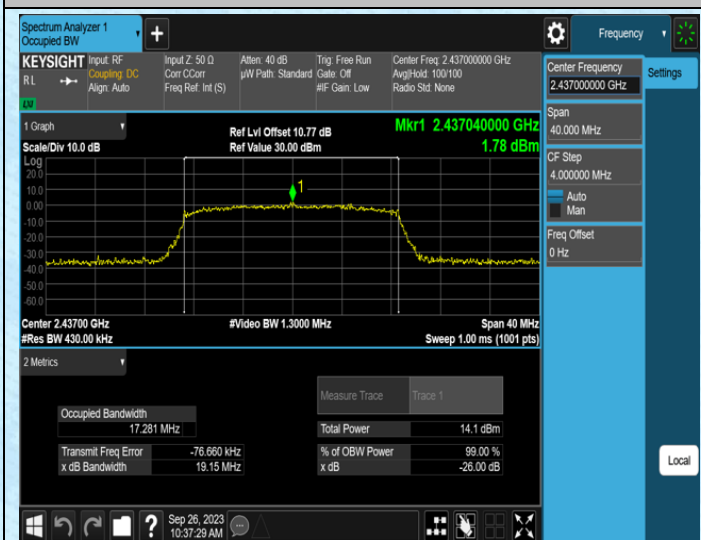 Spectrum Analyzer 1
Occupied BW
Frequency
KEYSIGHT Input: RF Input Z: 50 Ω Atten: 40 dB Trig: Free Run Center Freq: 2.437000000 GHz
RL Coupling: DC Corr CCorr µW Path: Standard Gate: Off Avg|Hold: 100/100
Align: Auto Freq Ref: Int (S) #IF Gain: Low Radio Std: None
Center Frequency
2.437000000 GHz
Settings
Span
40.000 MHz
CF Step
4.000000 MHz
Auto
Man
Freq Offset
0 Hz
Local
1 Graph
Ref Lvl Offset 10.77 dB
Mkr1 2.437040000 GHz
Scale/Div 10.0 dB
Ref Value 30.00 dBm
1.78 dBm
Log
20.0
10.0
1
0.00
-10.0
-20.0
-30.0
-40.0
-50.0
-60.0
Center 2.43700 GHz #Video BW 1.3000 MHz Span 40 MHz
#Res BW 430.00 kHz Sweep 1.00 ms (1001 pts)
2 Metrics
Measure Trace Trace 1
Occupied Bandwidth
17.281 MHz
Total Power 14.1 dBm
Transmit Freq Error -76.660 kHz
% of OBW Power 99.00 %
x dB Bandwidth 19.15 MHz
x dB -26.00 dB
Sep 26, 2023
10:37:29 AM